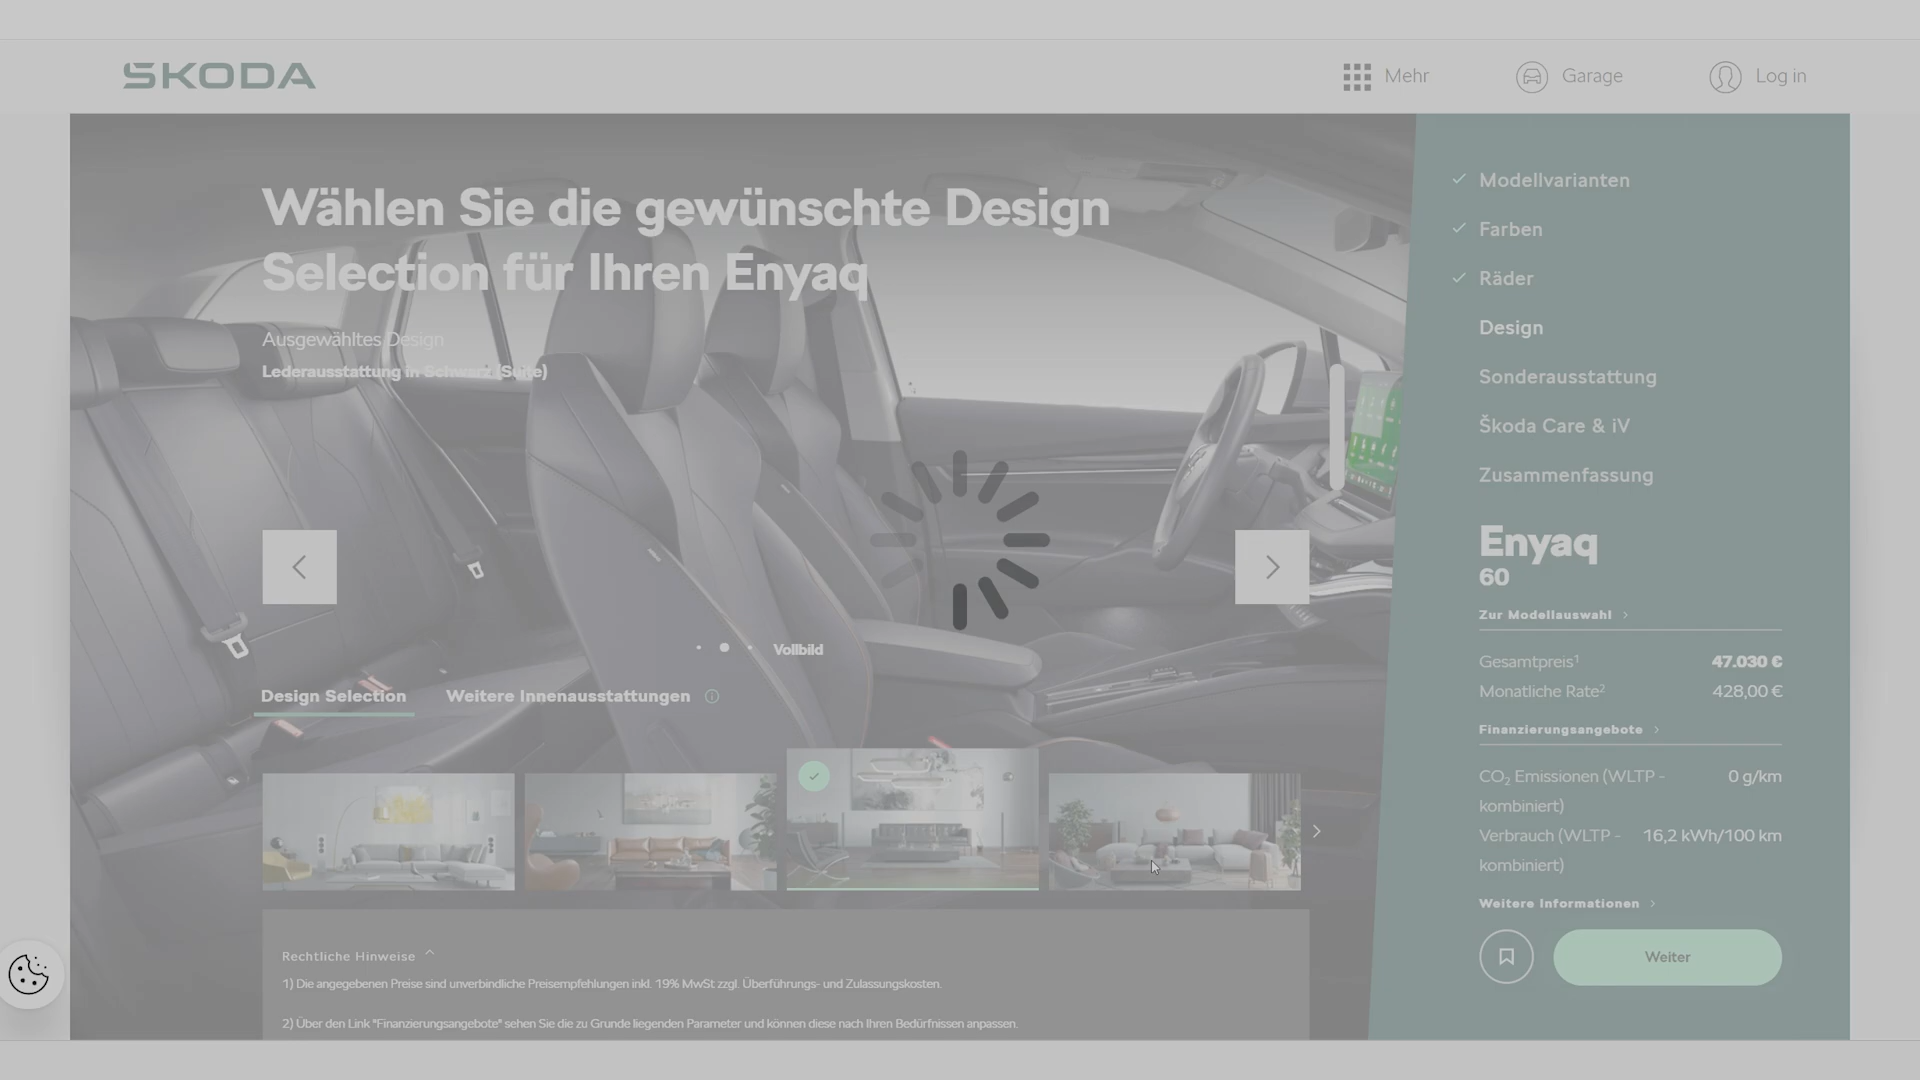 ŠKODA
Mehr
Garage
Log in
Wählen Sie die gewünschte Design
Selection für Ihren Enyaq
Ausgewähltes Design
Lederausstattung in Schwarz (Suite)
Vollbild
Design Selection
Weitere Innenausstattungen
Rechtliche Hinweise
1) Die angegebenen Preise sind unverbindliche Preisempfehlungen inkl. 19% MwSt zzgl. Überführungs- und Zulassungskosten.
2) Über den Link "Finanzierungsangebote" sehen Sie die zu Grunde liegenden Parameter und können diese nach Ihren Bedürfnissen anpassen.
Modellvarianten
Farben
Räder
Design
Sonderausstattung
Škoda Care & iV
Zusammenfassung
Enyaq
60
Zur Modellauswahl
Gesamtpreis¹ 47.030 €
Monatliche Rate² 428,00 €
Finanzierungsangebote
CO₂ Emissionen (WLTP - 0 g/km
kombiniert)
Verbrauch (WLTP - 16,2 kWh/100 km
kombiniert)
Weitere Informationen
Weiter